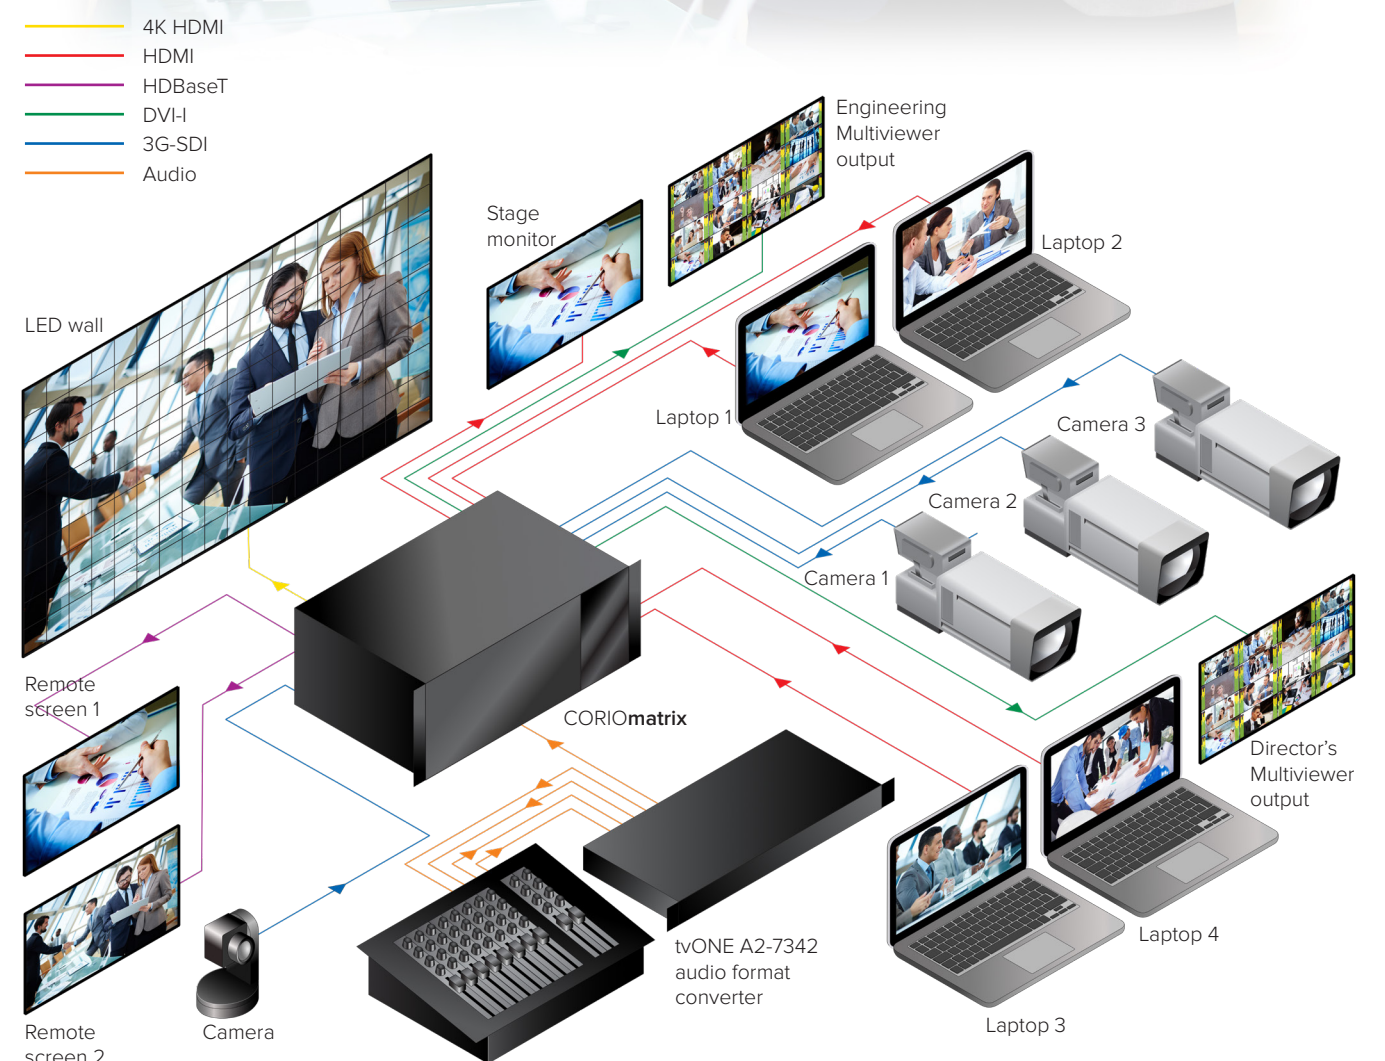 4K HDMI
HDMI
HDBaseT
DVI-I
3G-SDI
Audio
Engineering
Multiviewer
output
Stage
monitor
Laptop 2
LED wall
Laptop 1
Camera 3
Camera 2
Camera 1
Remote
screen 1
CORIOmatrix
Director's
Multiviewer
output
tvONE A2-7342
audio format
converter
Laptop 4
Laptop 3
Camera
Remote
screen 2